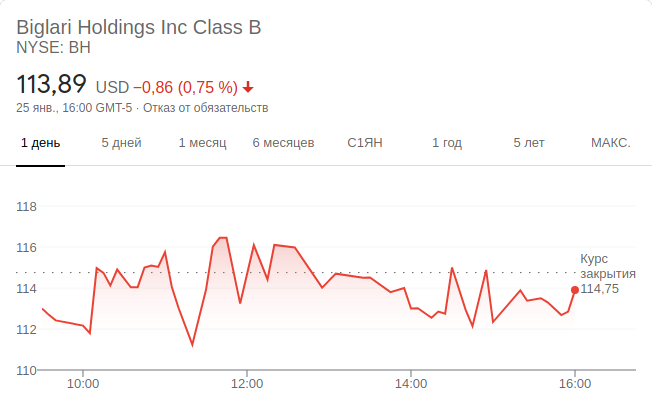 Biglari Holdings Inc Class B
NYSE: BH
113,89 USD −0,86 (0,75 %)
25 янв., 16:00 GMT-5 · Отказ от обязательств
1 день 5 дней 1 месяц 6 месяцев С1ЯН 1 год 5 лет МАКС.
118
116
Курс
закрытия
114,75
114
112
110
10:00 12:00 14:00 16:00